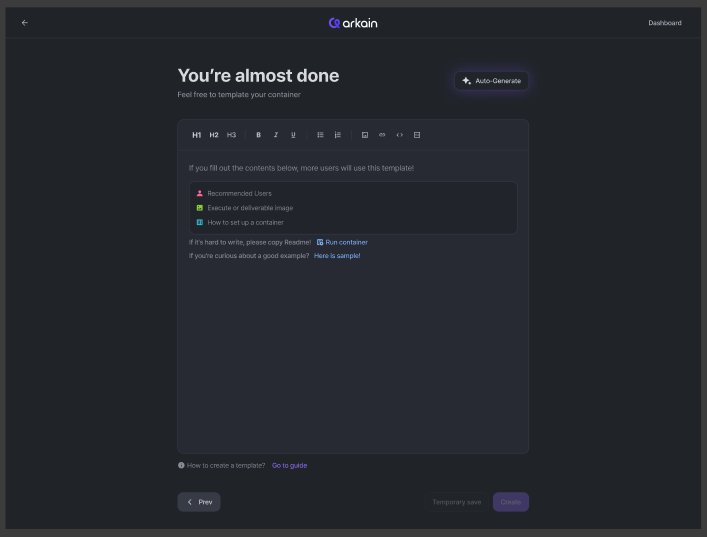 arkain
Dashboard
You're almost done
Auto-Generate
Feel free to template your container
H1 H2 H3 B I U
If you fill out the contents below, more users will use this template!
Recommended Users
Execute or deliverable image
How to set up a container
If it's hard to write, please copy Readme! Run container
If you're curious about a good example? Here is sample!
How to create a template? Go to guide
Prev
Temporary save
Create